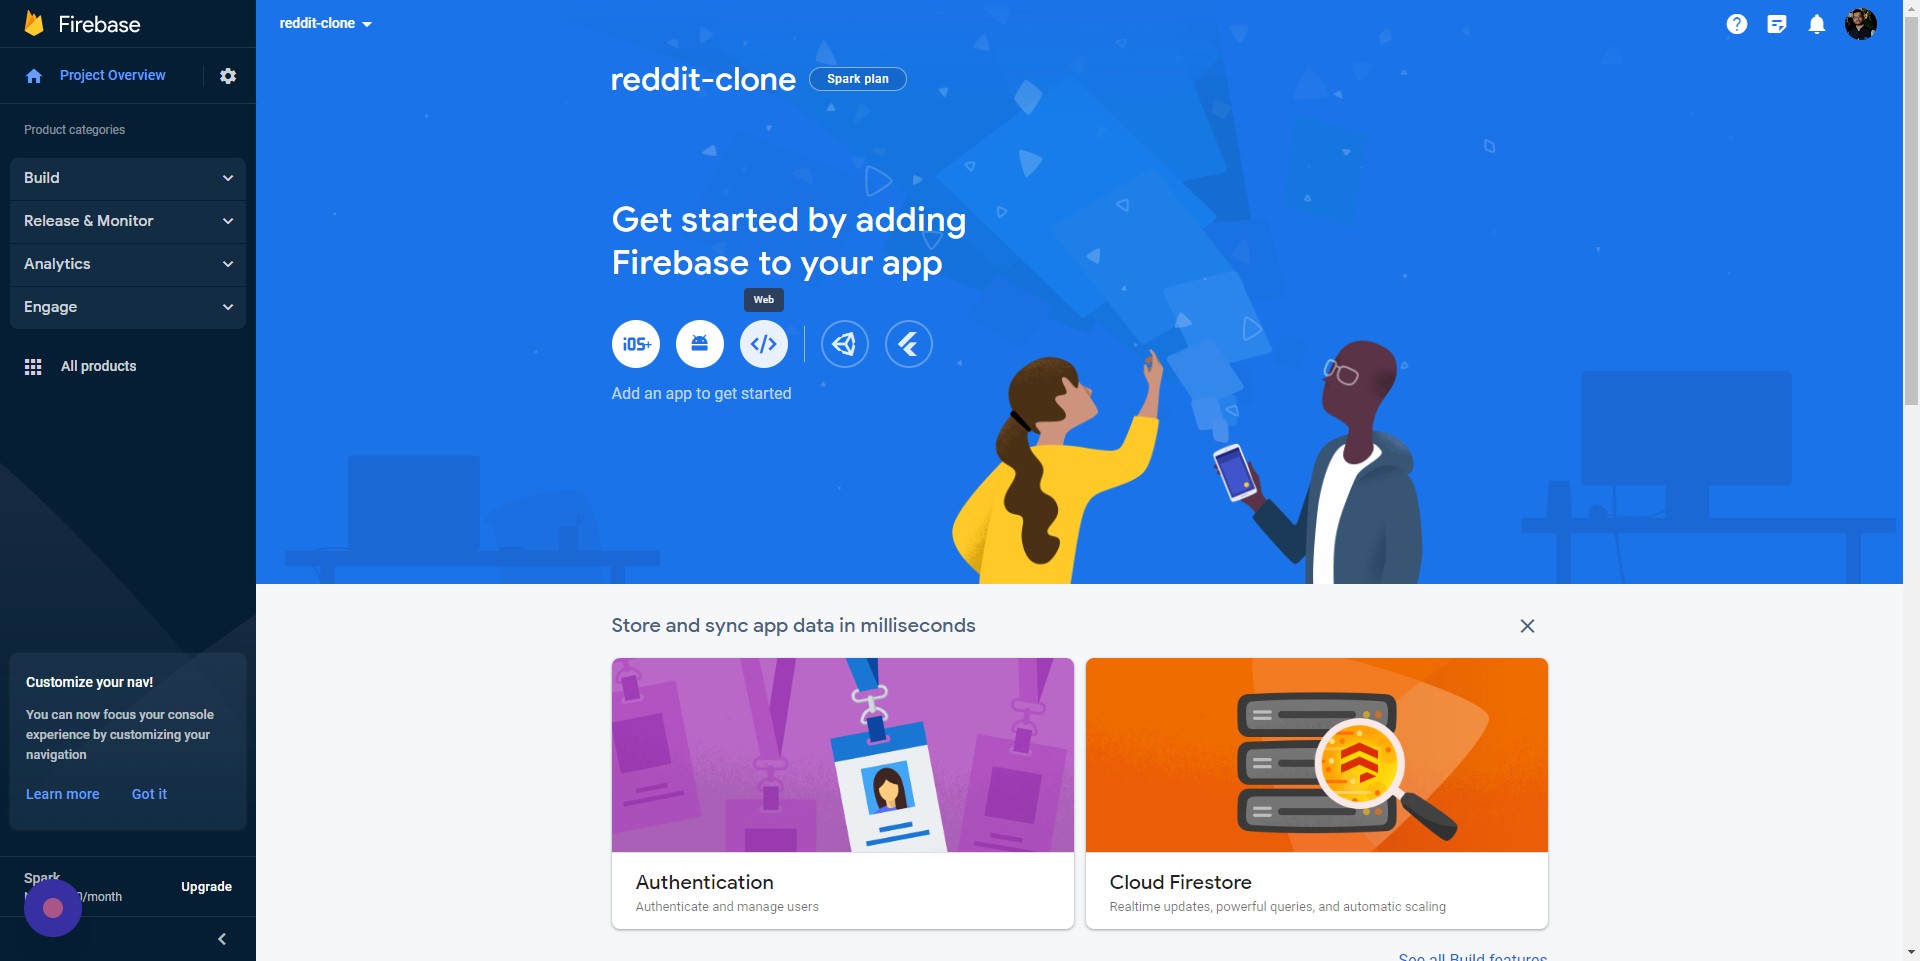 Firebase
reddit-clone
Project Overview
reddit-clone
Spark plan
Product categories
Build
Release & Monitor
Analytics
Engage
All products
Get started by adding
Firebase to your app
Web
iOS+
</>
Add an app to get started
Customize your nav!
You can now focus your console
experience by customizing your
navigation
Learn more
Got it
Spark
/month
Upgrade
Store and sync app data in milliseconds
Authentication
Authenticate and manage users
Cloud Firestore
Realtime updates, powerful queries, and automatic scaling
See all Build features